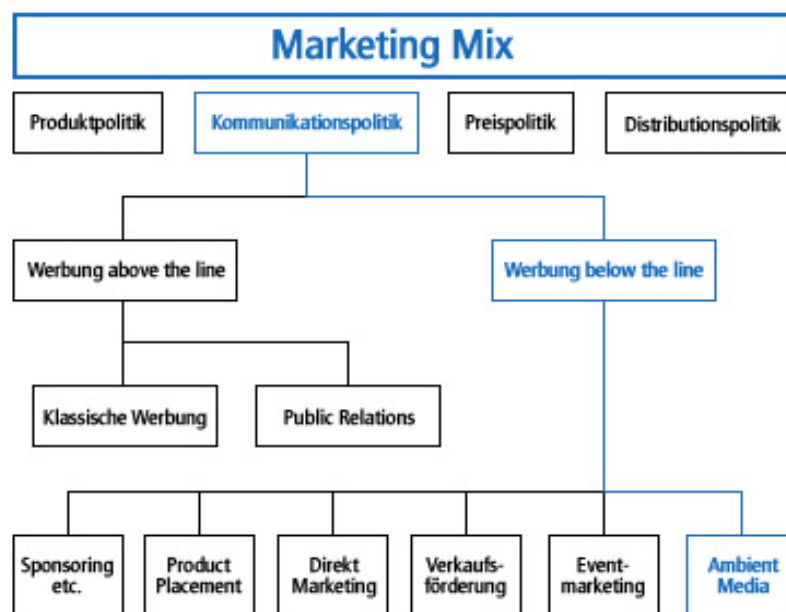 Marketing Mix
Produktpolitik
Kommunikationspolitik
Preispolitik
Distributionspolitik
Werbung above the line
Werbung below the line
Klassische Werbung
Public Relations
Sponsoring
etc.
Product
Placement
Direkt
Marketing
Verkaufs-
förderung
Event-
marketing
Ambient
Media